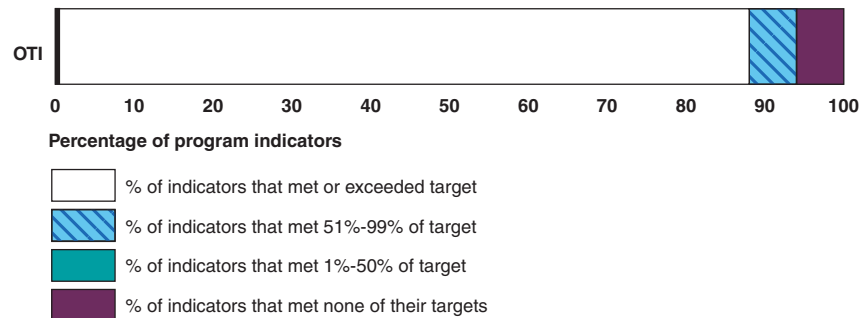 OTI
0 10 20 30 40 50 60 70 80 90 100
Percentage of program indicators
% of indicators that met or exceeded target
% of indicators that met 51%-99% of target
% of indicators that met 1%-50% of target
% of indicators that met none of their targets